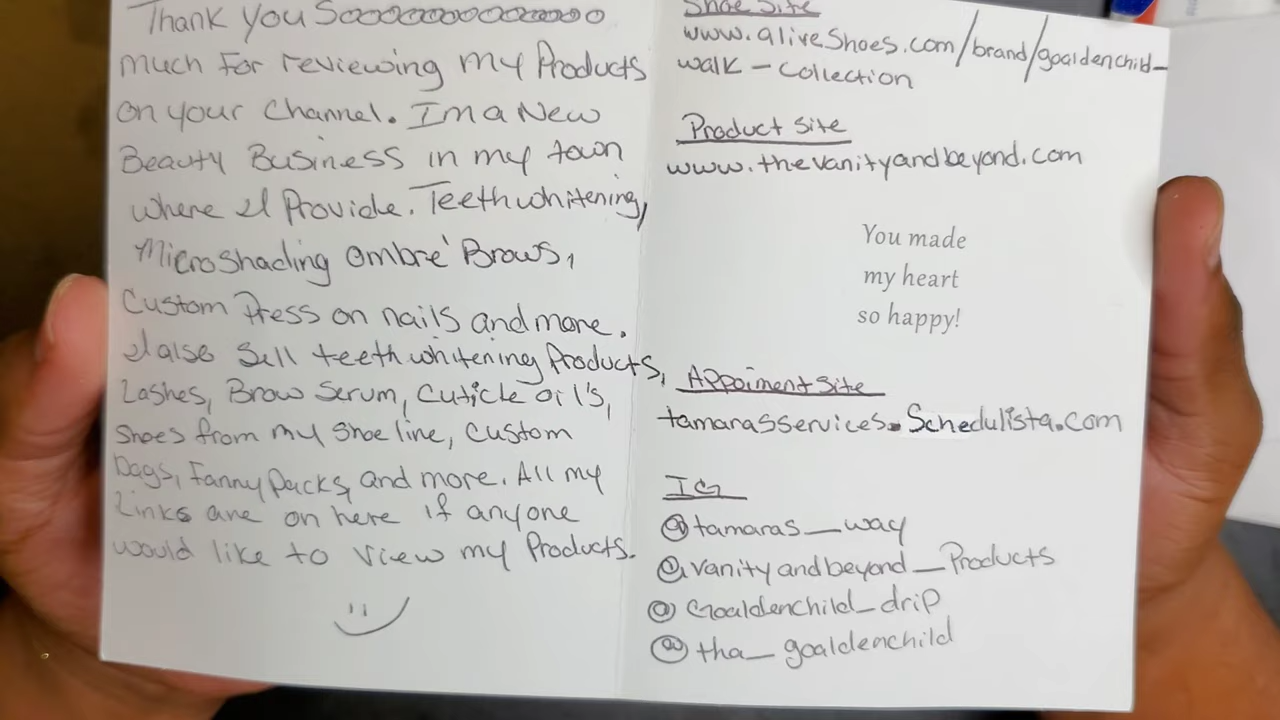 Thank you Sooooooooooooooo
much for reviewing my Products
on your Channel. Im a New
Beauty Business in my town
where I Provide. Teeth whitening,
Microshading Ombré Brows,
Custom Press on nails and more.
I also Sell teeth whitening Products,
Lashes, Brow Serum, Cuticle oil's,
Shoes from my Shoe line, Custom
bags, Fanny Packs, and more. All my
Links are on here if anyone
would like to view my Products.
Shoe Site
www.aliveShoes.com/brand/goaldenchild-
walk-collection
Product Site
www.thevanityandbeyond.com
You made
my heart
so happy!
Appoiment Site
tamarasservices.Schedulista.com
IG
@tamaras__way
@vanityandbeyond_Products
@Goaldenchild_drip
@tha_goaldenchild